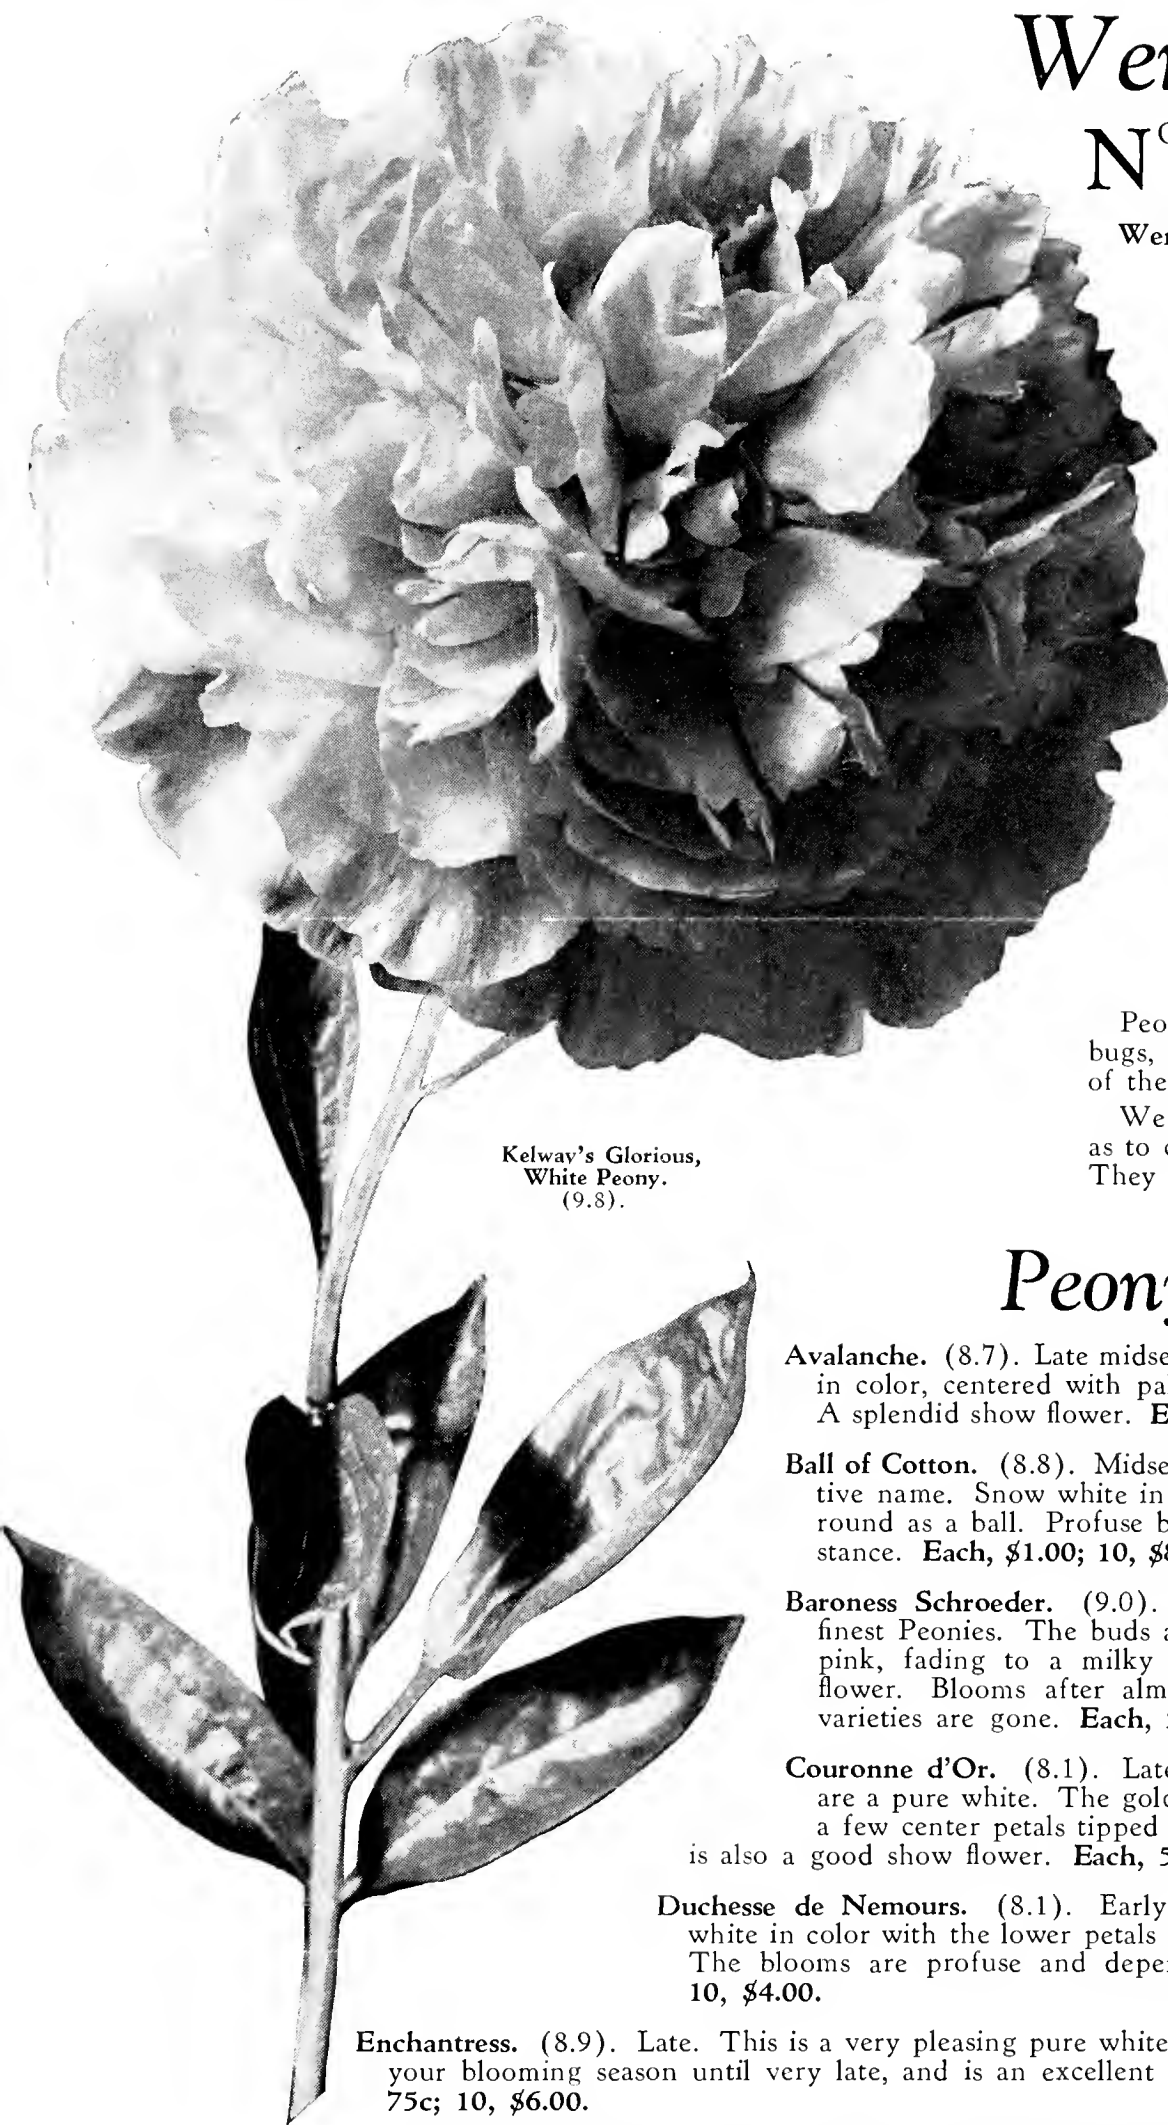 Wer
N
Wer
Peo
bugs,
of the
We
as to
They
Kelway's Glorious,
White Peony.
(9.8).
Peony
Avalanche. (8.7). Late midse
in color, centered with pa
A splendid show flower. E
Ball of Cotton. (8.8). Midse
tive name. Snow white in
round as a ball. Profuse b
stance. Each, $1.00; 10, $8
Baroness Schroeder. (9.0).
finest Peonies. The buds a
pink, fading to a milky
flower. Blooms after alm
varieties are gone. Each,
Couronne d'Or. (8.1). Late
are a pure white. The gold
a few center petals tipped
is also a good show flower. Each, 5
Duchesse de Nemours. (8.1). Early
white in color with the lower petals
The blooms are profuse and depe
10, $4.00.
Enchantress. (8.9). Late. This is a very pleasing pure white
your blooming season until very late, and is an excellent
75c; 10, $6.00.